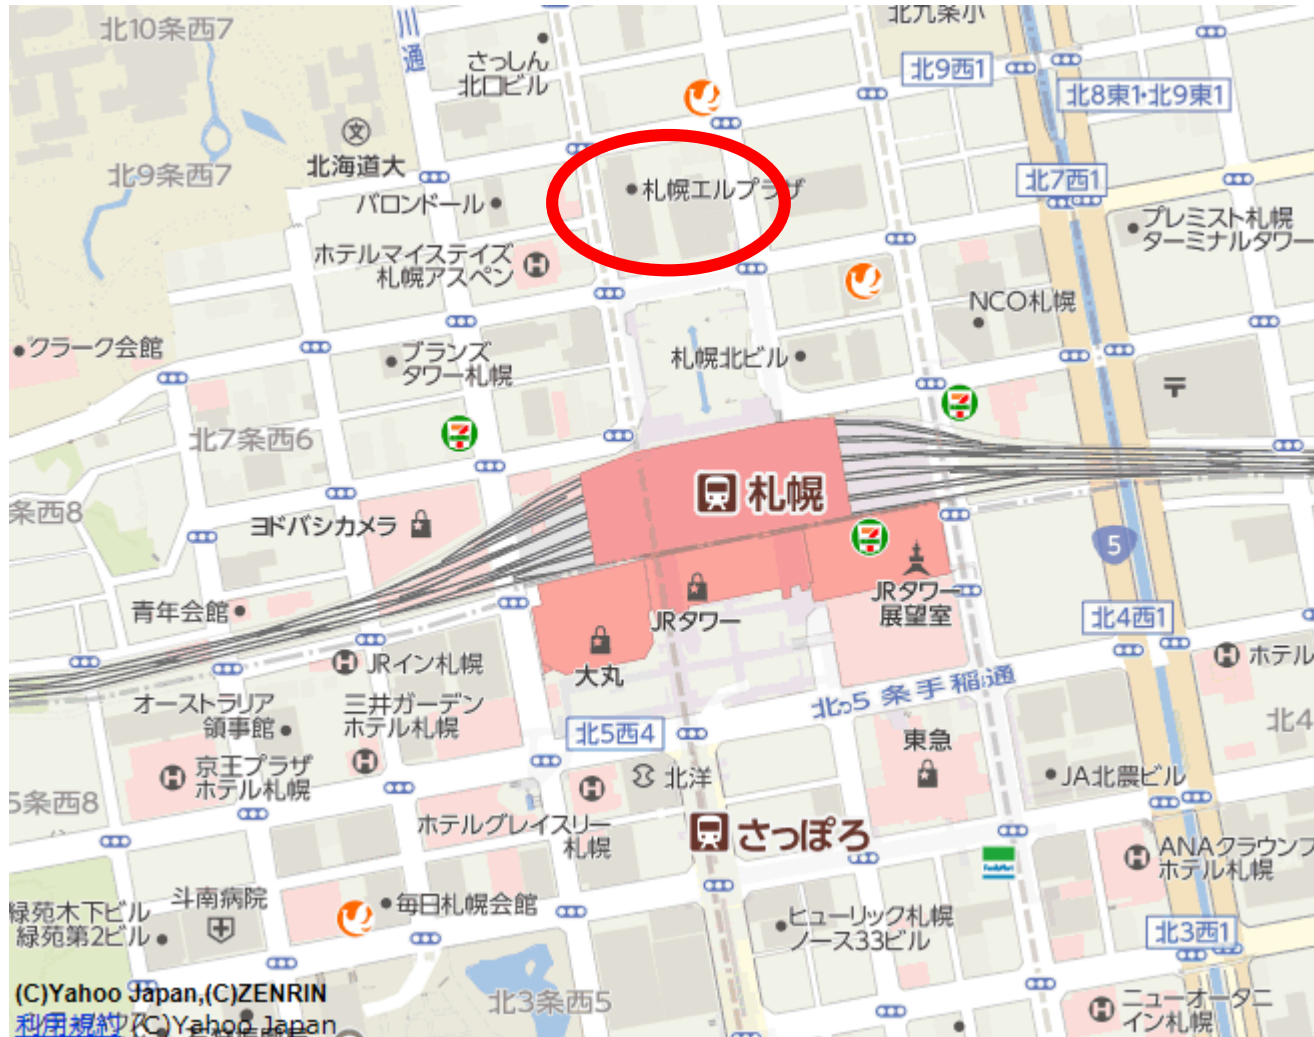 北10条西7
川
通
さっしん
北口ビル
北九条小
北9西1
北8東1・北9東1
北海道大
北9条西7
バロンドール
札幌エルプラザ
北7西1
プレミスト札幌
ターミナルタワー
ホテルマイステイズ
札幌アスペン
NCO札幌
クラーク会館
ブランズ
タワー札幌
札幌北ビル
北7条西6
札幌
条西8
ヨドバシカメラ
5
青年会館
JRタワー
JRタワー
展望室
北4西1
大丸
JRイン札幌
ホテル
オーストラリア
領事館
三井ガーデン
ホテル札幌
北5条手稲通
北5西4
東急
北4
京王プラザ
ホテル札幌
北洋
JA北農ビル
5条西8
ホテルグレイスリー
札幌
さっぽろ
ANAクラウンプ
ホテル札幌
FamilyMart
斗南病院
毎日札幌会館
緑苑木下ビル
緑苑第2ビル
ヒューリック札幌
ノース33ビル
北3西1
(C)Yahoo Japan,(C)ZENRIN
北3条西5
ニューオータニ
イン札幌
利用規約 (C)Yahoo Japan